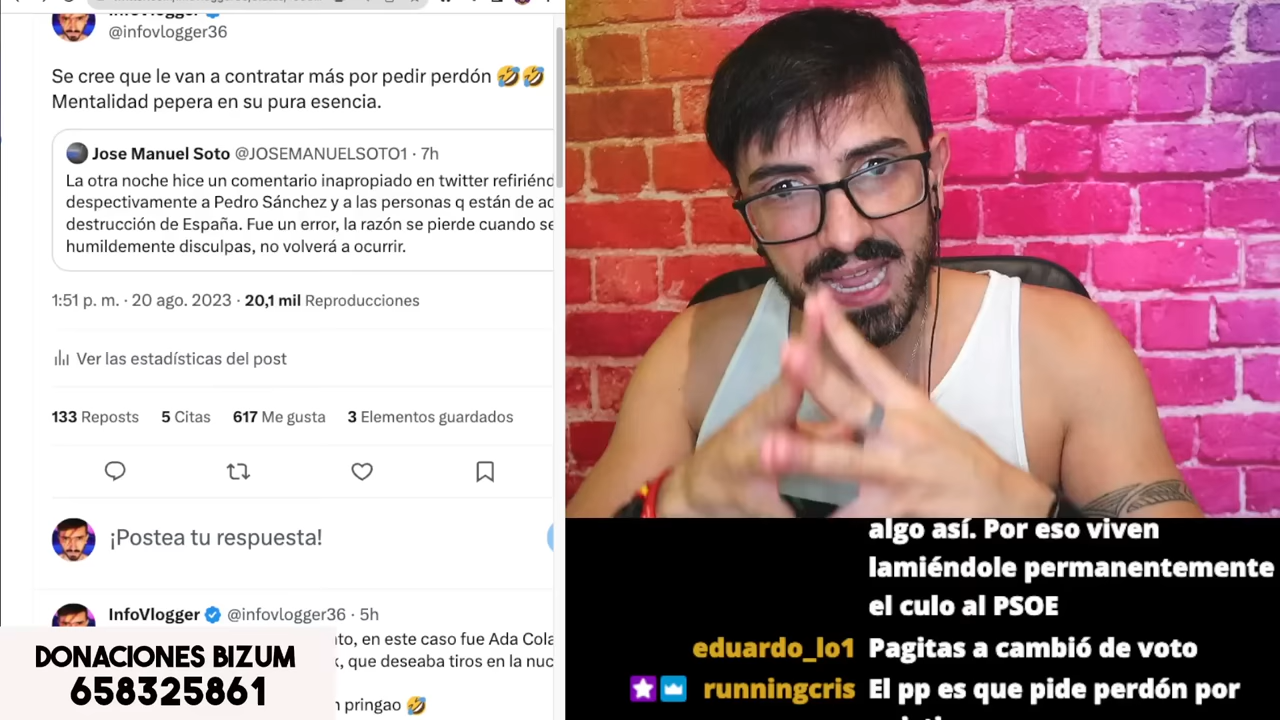 @infovlogger36
Se cree que le van a contratar más por pedir perdón 🤣🤣
Mentalidad pepera en su pura esencia.
Jose Manuel Soto @JOSEMANUELSOTO1 · 7h
La otra noche hice un comentario inapropiado en twitter refiriénd
despectivamente a Pedro Sánchez y a las personas q están de ac
destrucción de España. Fue un error, la razón se pierde cuando se
humildemente disculpas, no volverá a ocurrir.
1:51 p. m. · 20 ago. 2023 · 20,1 mil Reproducciones
Ver las estadísticas del post
133 Reposts 5 Citas 617 Me gusta 3 Elementos guardados
¡Postea tu respuesta!
InfoVlogger @infovlogger36 · 5h
nto, en este caso fue Ada Cola
k, que deseaba tiros en la nuc
n pringao 🤣
DONACIONES BIZUM
658325861
algo así. Por eso viven
lamiéndole permanentemente
el culo al PSOE
eduardo_lo1 Pagitas a cambió de voto
runningcris El pp es que pide perdón por